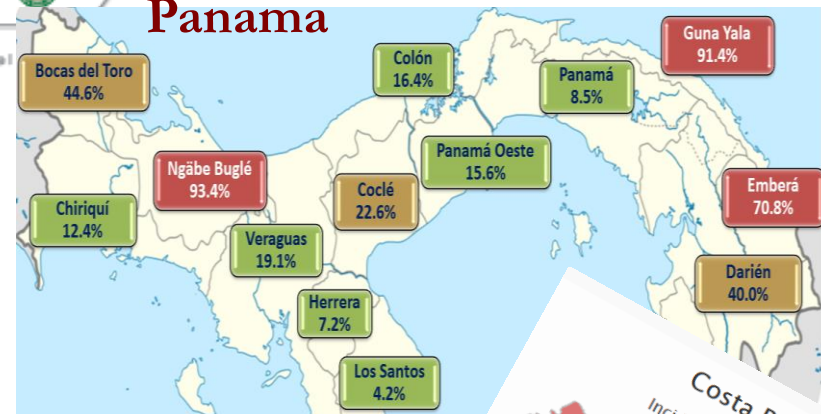 Panama
Guna Yala
91.4%
Colón
16.4%
Bocas del Toro
44.6%
Panamá
8.5%
Panamá Oeste
15.6%
Ngäbe Buglé
93.4%
Coclé
22.6%
Emberá
70.8%
Chiriquí
12.4%
Veraguas
19.1%
Darién
40.0%
Herrera
7.2%
Los Santos
4.2%
Costa